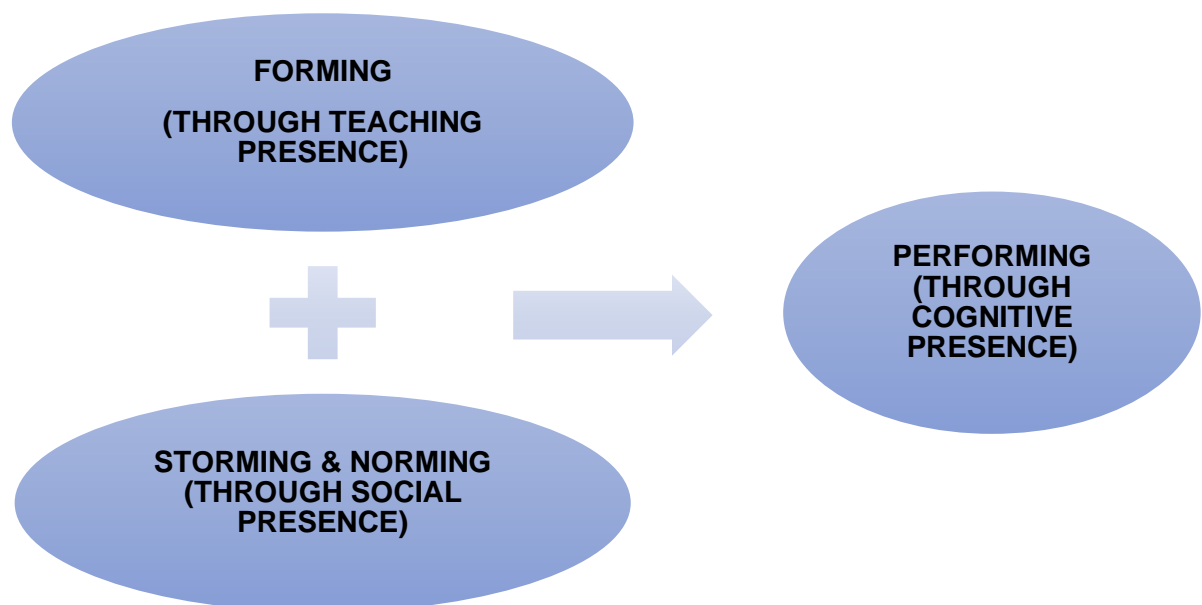 FORMING
(THROUGH TEACHING
PRESENCE)
STORMING & NORMING
(THROUGH SOCIAL
PRESENCE)
PERFORMING
(THROUGH
COGNITIVE
PRESENCE)